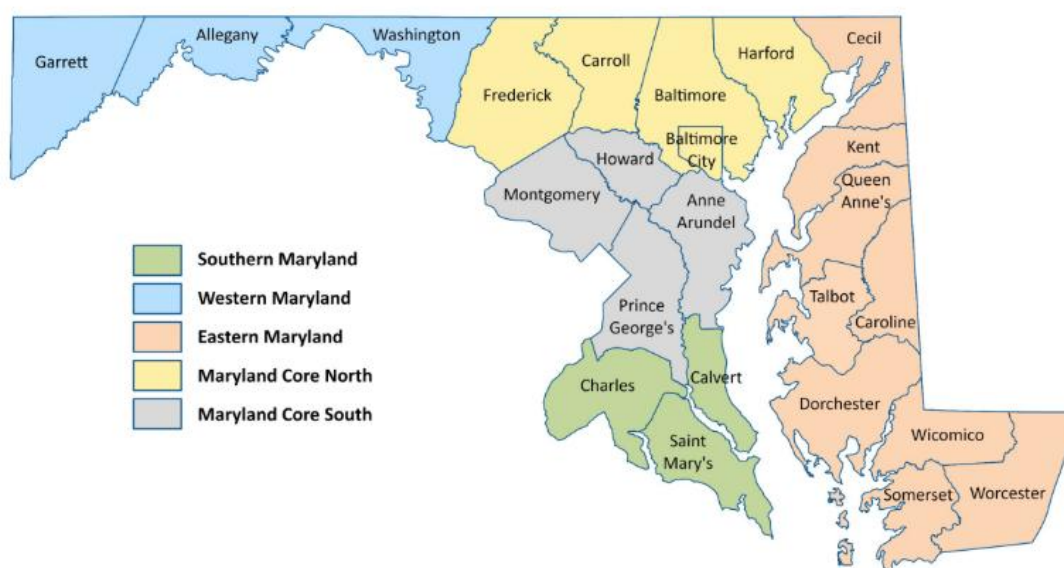 Garrett
Allegany
Washington
Frederick
Carroll
Baltimore
Harford
Cecil
Baltimore
City
Howard
Montgomery
Anne
Arundel
Kent
Queen
Anne's
Prince
George's
Talbot
Caroline
Charles
Calvert
Saint
Mary's
Dorchester
Wicomico
Somerset
Worcester
Southern Maryland
Western Maryland
Eastern Maryland
Maryland Core North
Maryland Core South